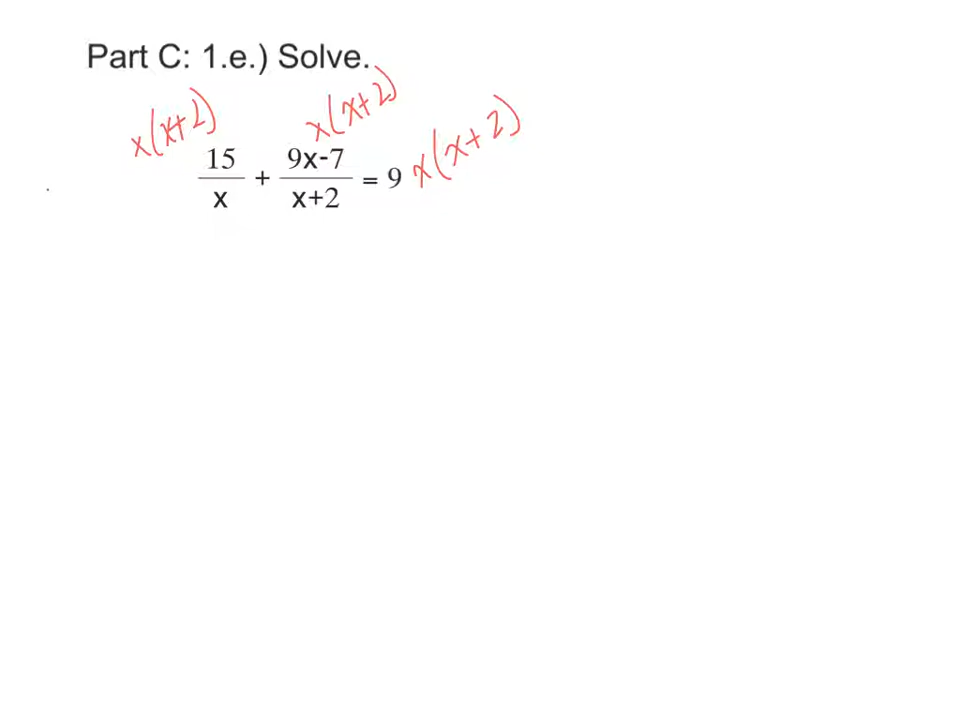 Part C: 1.e.) Solve.
x(x+2) x(x+2) x(x+2)
15/x + 9x-7/x+2 = 9